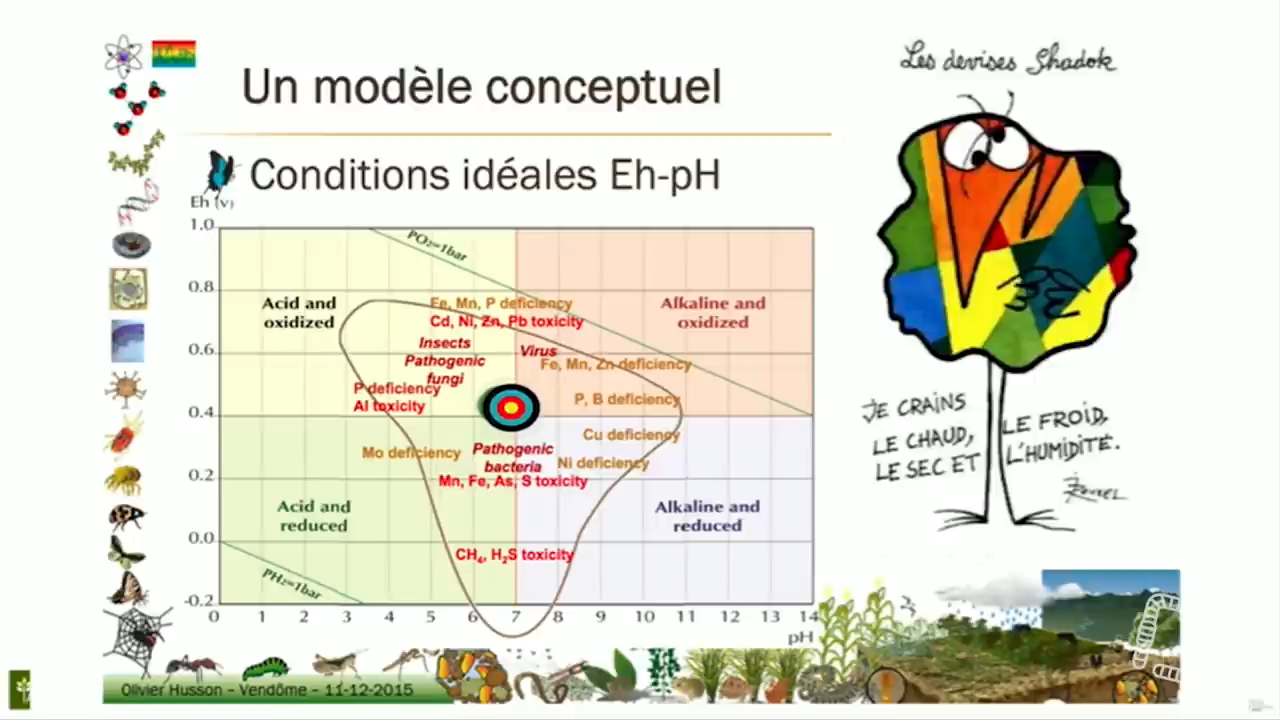 Un modèle conceptuel
Conditions idéales Eh-pH
Eh (v)
1.0
0.8
0.6
0.4
0.2
0.0
-0.2
0 1 2 3 4 5 6 7 8 9 10 11 12 13 14
pH
PO₂=1bar
Acid and
oxidized
Fe, Mn, P deficiency
Cd, Ni, Zn, Pb toxicity
Alkaline and
oxidized
Insects
Pathogenic
fungi
Virus
Fe, Mn, Zn deficiency
P deficiency
Al toxicity
P, B deficiency
Cu deficiency
Mo deficiency
Pathogenic
bacteria
Ni deficiency
Mn, Fe, As, S toxicity
Acid and
reduced
Alkaline and
reduced
CH₄, H₂S toxicity
PH₂=1bar
Les devises Shadok
JE CRAINS
LE CHAUD,
LE SEC ET
LE FROID,
L'HUMIDITÉ.
Olivier Husson – Vendôme – 11-12-2015